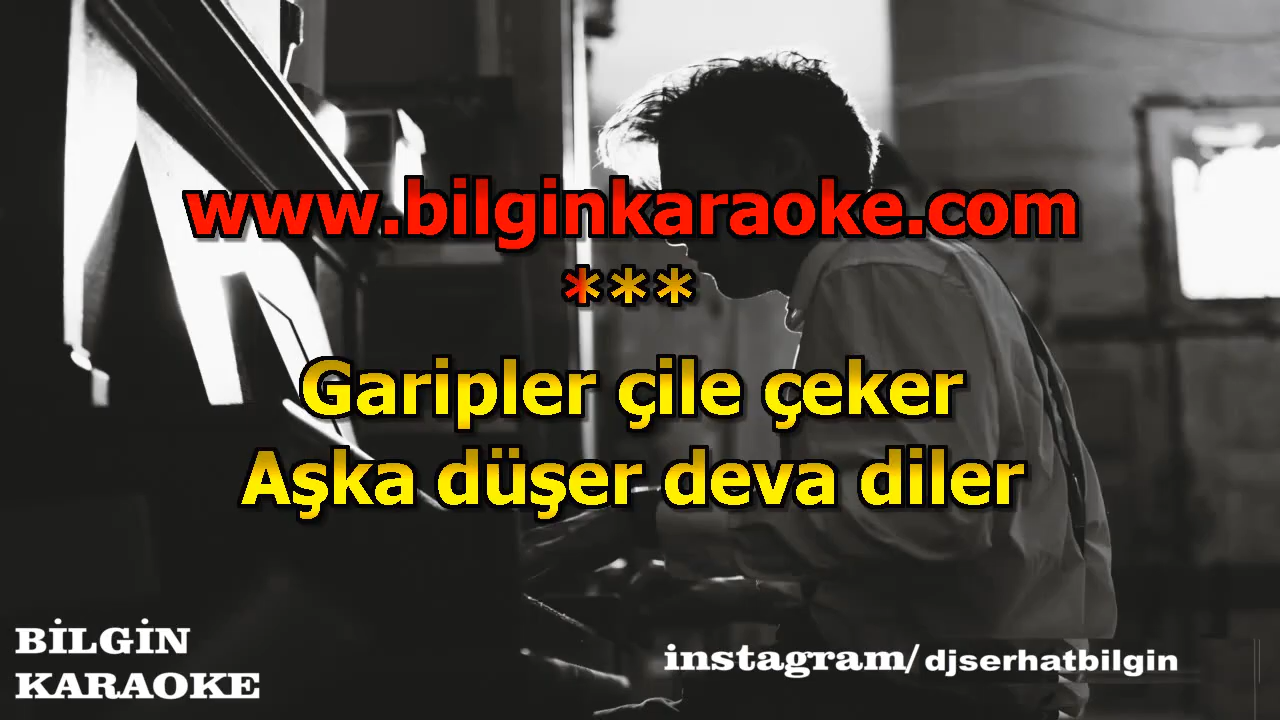 www.bilginkaraoke.com
***
Garipler çile çeker
Aşka düşer deva diler
BİLGİN
KARAOKE
instagram/djserhatbilgin